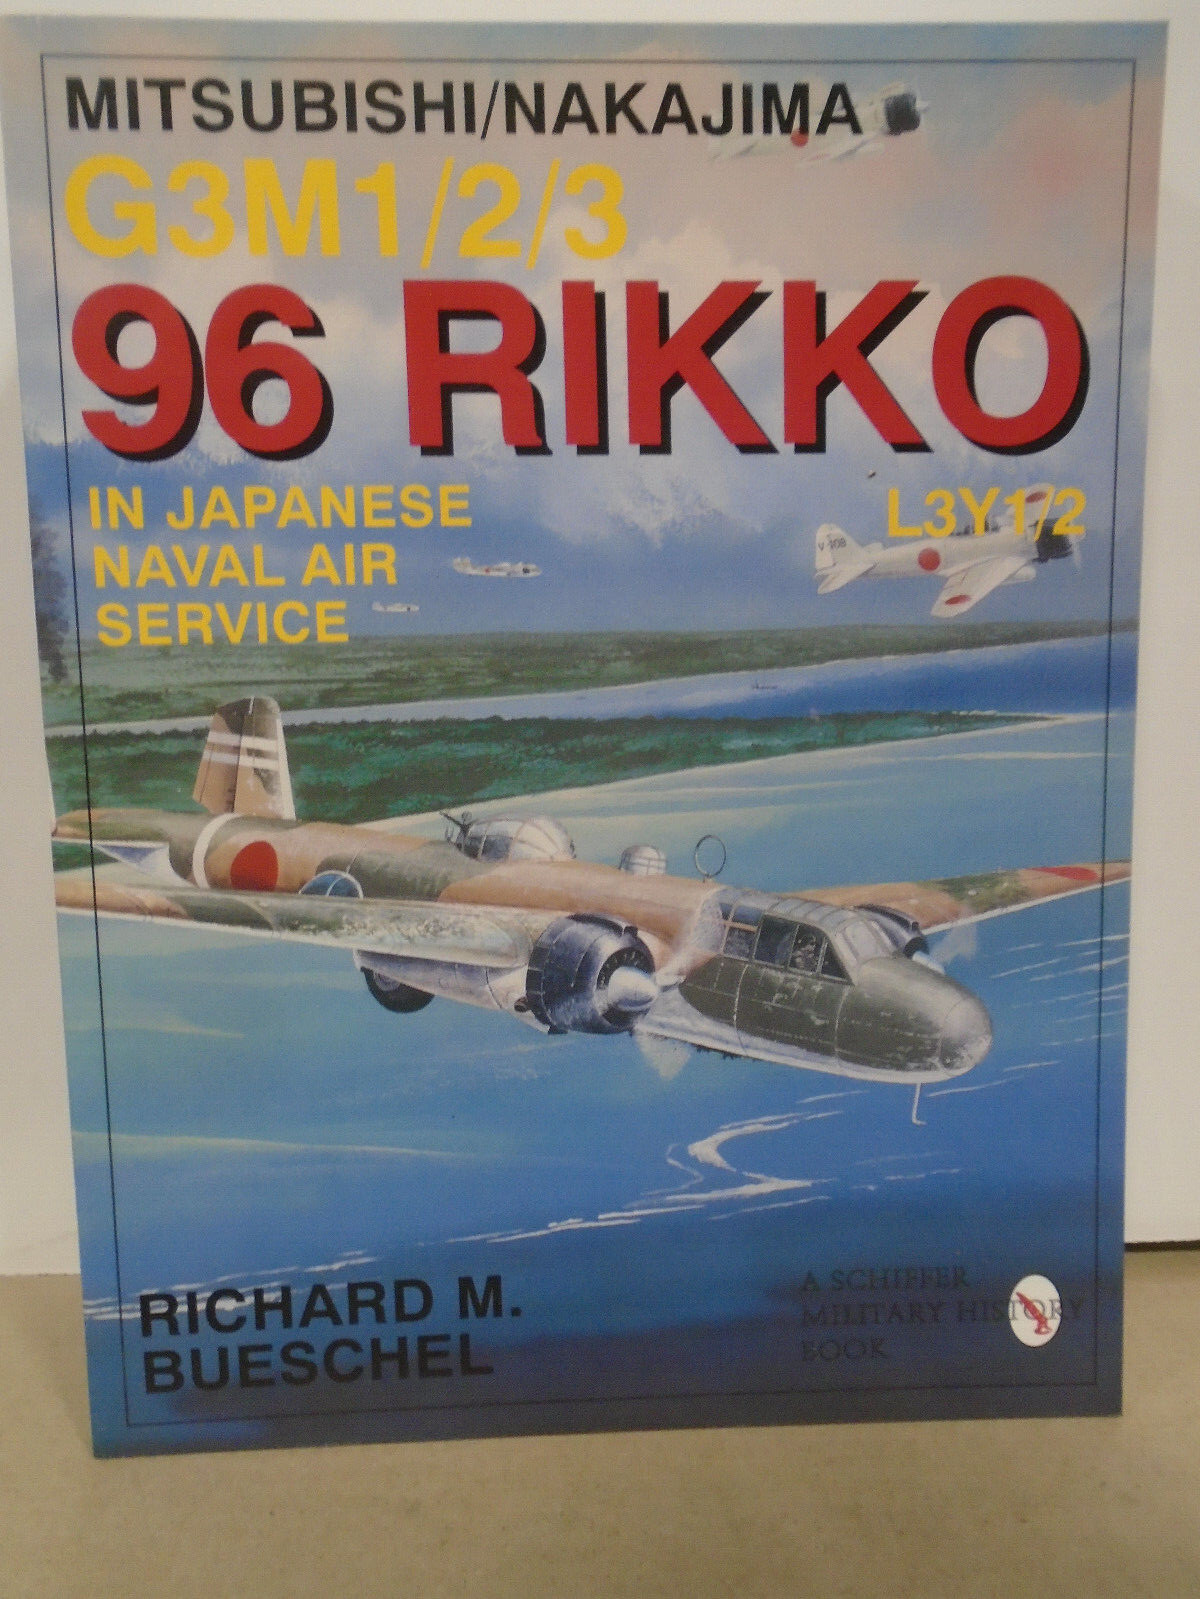 MITSUBISHI/NAKAJIMA
G3M1/2/3
96 RIKKO
IN JAPANESE
NAVAL AIR
SERVICE
L3Y1/2
V-108
RICHARD M.
BUESCHEL
A SCHIFFER
MILITARY HISTORY
BOOK